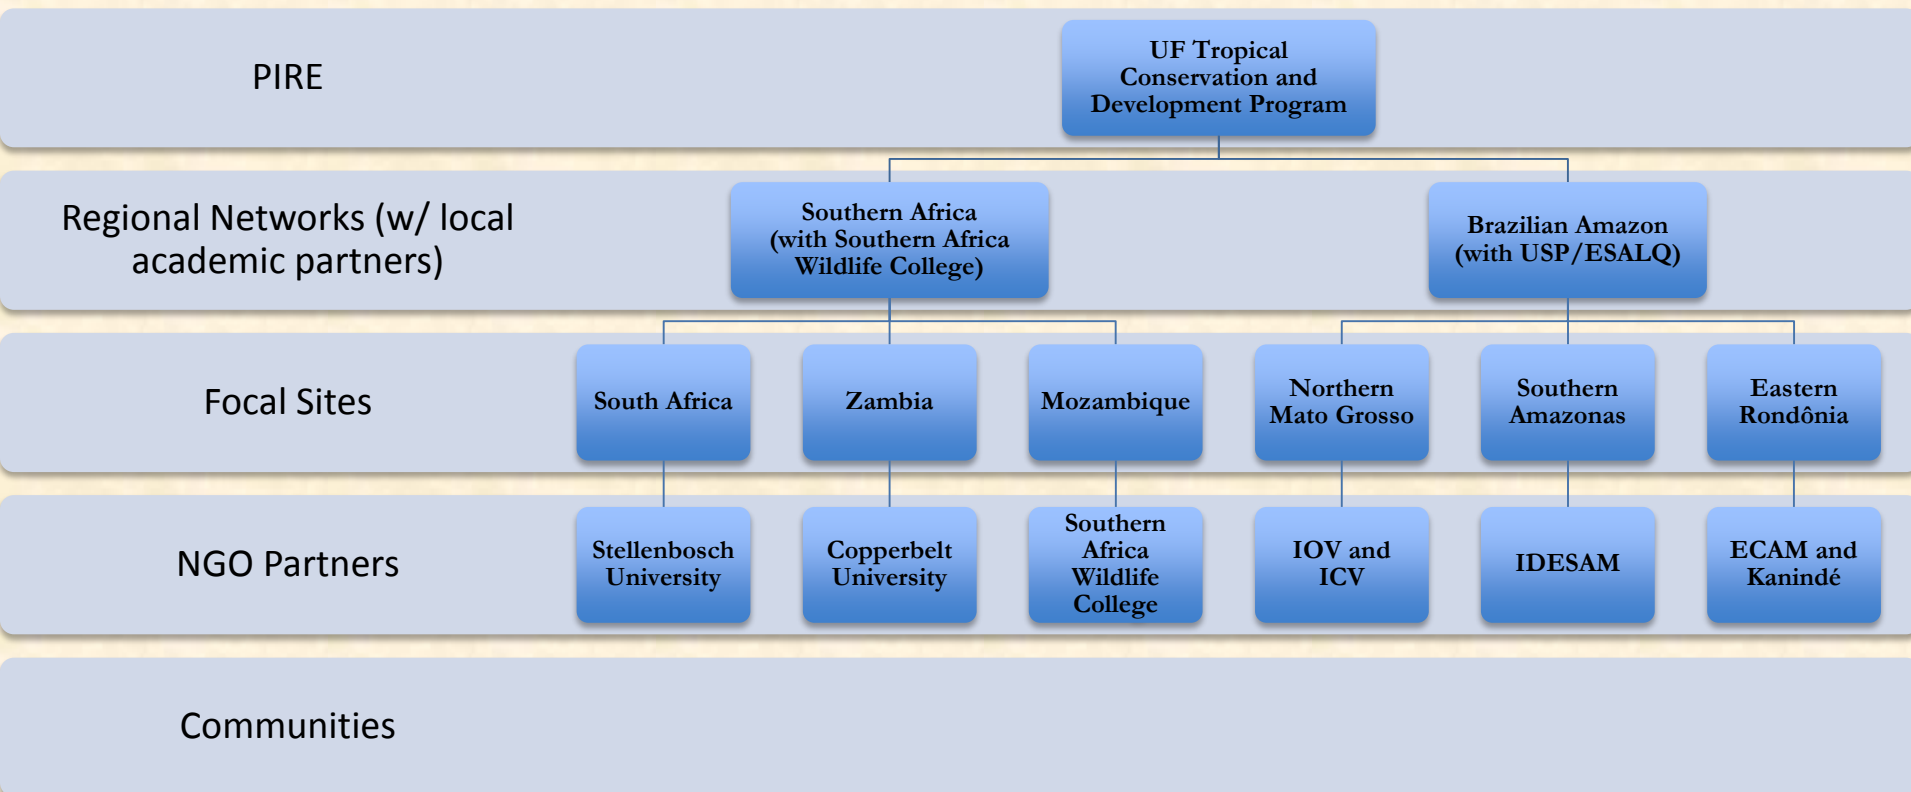 PIRE
UF Tropical
Conservation and
Development Program
Regional Networks (w/ local
academic partners)
Southern Africa
(with Southern Africa
Wildlife College)
Brazilian Amazon
(with USP/ESALQ)
Focal Sites
South Africa
Zambia
Mozambique
Northern
Mato Grosso
Southern
Amazonas
Eastern
Rondônia
NGO Partners
Stellenbosch
University
Copperbelt
University
Southern
Africa
Wildlife
College
IOV and
ICV
IDESAM
ECAM and
Kanindé
Communities